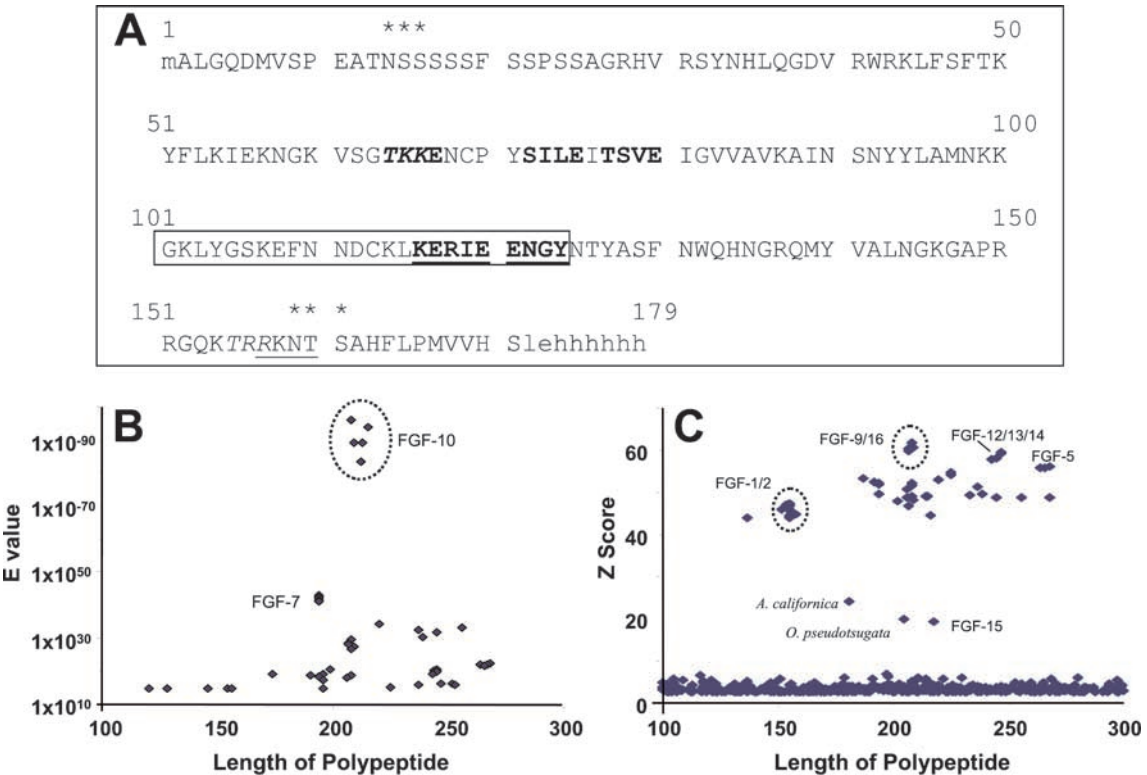 A
1 *** 50
mALGQDMVSP EATNSSSSSF SSPSSAGRHV RSYNHLQGDV RWRKLFSFTK
51 100
YFLKIEKNGK VSGTKKENCP YSILEITSVE IGVVAVKAIN SNYYLAMNKK
101 150
GKLYGSKEFN NDCKLKERIE ENGYNTYASF NWQHNGRQMY VALNGKGAPR
151 ** * 179
RGQKTRRKNT SAHFLPMVVH Slehhhhhh
B
1x10-90
1x10-70
1x1050
1x1030
1x1010
E value
FGF-10
FGF-7
100 150 200 250 300
Length of Polypeptide
C
60
40
20
0
Z Score
FGF-9/16
FGF-12/13/14
FGF-5
FGF-1/2
A. californica
O. pseudotsugata
FGF-15
100 150 200 250 300
Length of Polypeptide